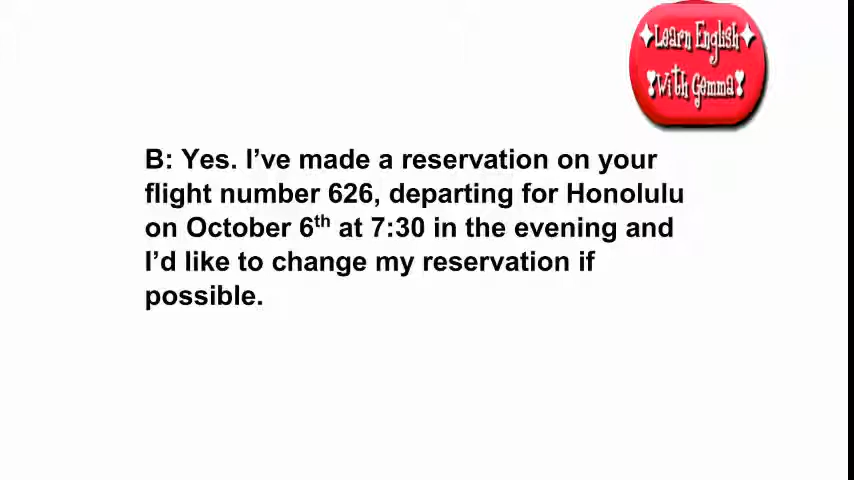 ✦Learn English✦
❣With Gemma❣
B: Yes. I’ve made a reservation on your
flight number 626, departing for Honolulu
on October 6th at 7:30 in the evening and
I’d like to change my reservation if
possible.